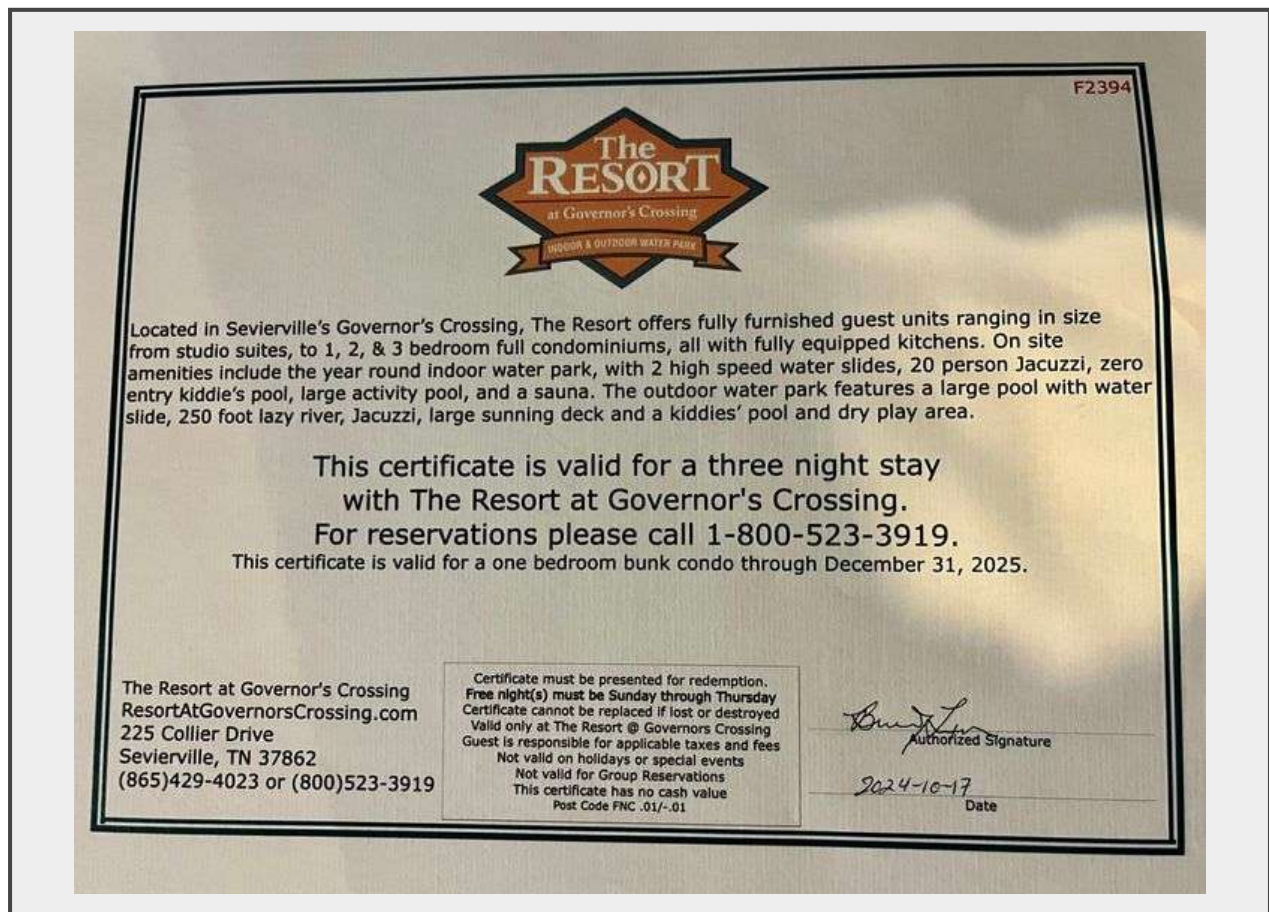 F2394
The
RESORT
at Governor's Crossing
INDOOR & OUTDOOR WATER PARK
Located in Sevierville's Governor's Crossing, The Resort offers fully furnished guest units ranging in size
from studio suites, to 1, 2, & 3 bedroom full condominiums, all with fully equipped kitchens. On site
amenities include the year round indoor water park, with 2 high speed water slides, 20 person Jacuzzi, zero
entry kiddie's pool, large activity pool, and a sauna. The outdoor water park features a large pool with water
slide, 250 foot lazy river, Jacuzzi, large sunning deck and a kiddies' pool and dry play area.
This certificate is valid for a three night stay
with The Resort at Governor's Crossing.
For reservations please call 1-800-523-3919.
This certificate is valid for a one bedroom bunk condo through December 31, 2025.
The Resort at Governor's Crossing
ResortAtGovernorsCrossing.com
225 Collier Drive
Sevierville, TN 37862
(865)429-4023 or (800)523-3919
Certificate must be presented for redemption.
Free night(s) must be Sunday through Thursday
Certificate cannot be replaced if lost or destroyed
Valid only at The Resort @ Governors Crossing
Guest is responsible for applicable taxes and fees
Not valid on holidays or special events
Not valid for Group Reservations
This certificate has no cash value
Post Code FNC .01/-.01
Authorized Signature
2024-10-17
Date